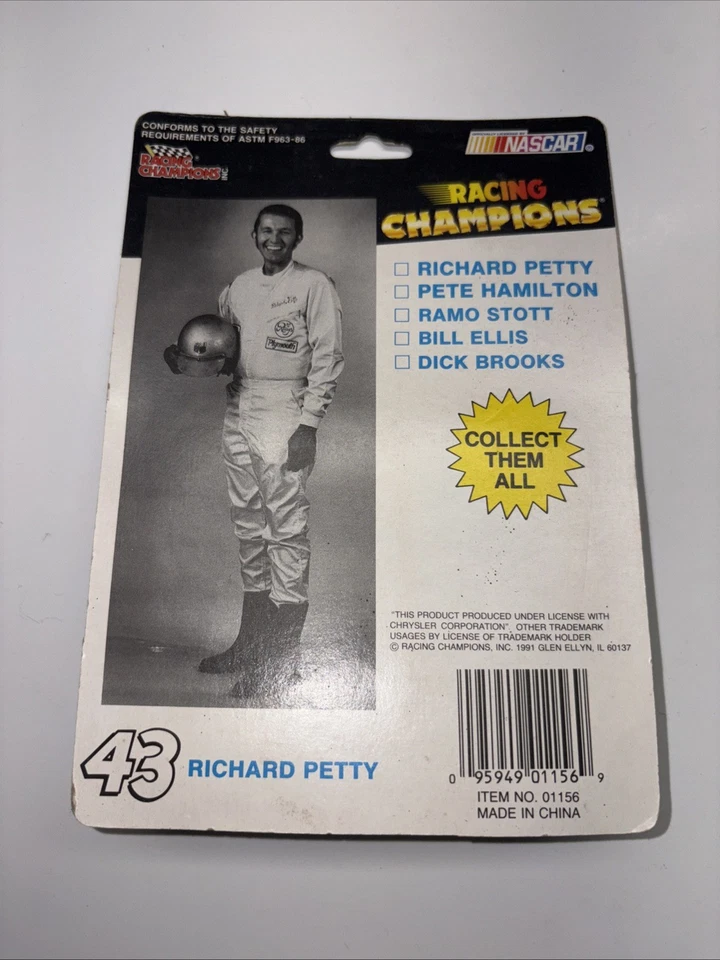 CONFORMS TO THE SAFETY
REQUIREMENTS OF ASTM F963-86
RACING
CHAMPIONS INC
NASCAR®
RACING
CHAMPIONS®
☐ RICHARD PETTY
☐ PETE HAMILTON
☐ RAMO STOTT
☐ BILL ELLIS
☐ DICK BROOKS
COLLECT
THEM
ALL
Plymouth
"THIS PRODUCT PRODUCED UNDER LICENSE WITH
CHRYSLER CORPORATION". OTHER TRADEMARK
USAGES BY LICENSE OF TRADEMARK HOLDER
© RACING CHAMPIONS, INC. 1991 GLEN ELLYN, IL 60137
43 RICHARD PETTY
0 95949 01156 9
ITEM NO. 01156
MADE IN CHINA